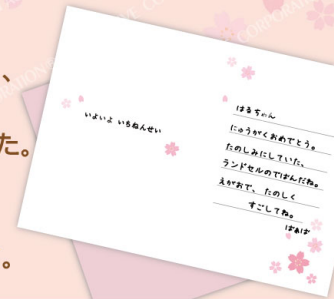 、
た。
。
いよいよ いちねんせい
はるちゃん
にゅうがくおめでとう。
たのしみにしていた、
ランドセルのでばんだね。
えがおで、たのしく
すごしてね。
ばあば